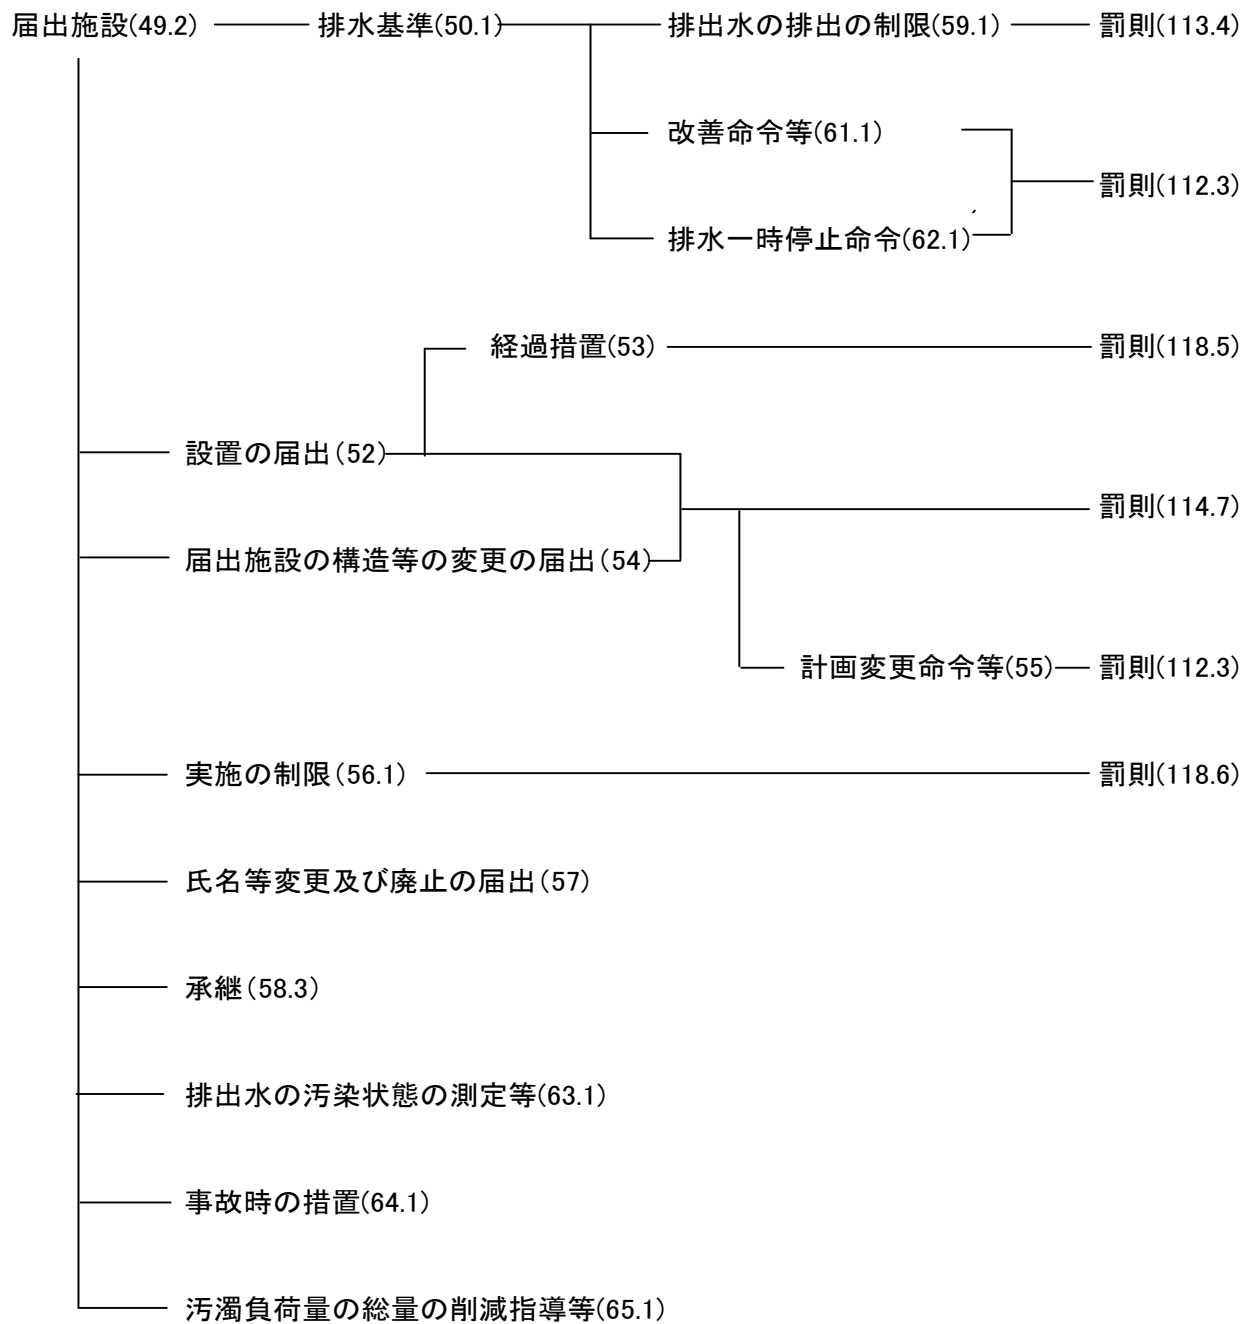 届出施設(49.2) 排水基準(50.1) 排出水の排出の制限(59.1) 罰則(113.4)
改善命令等(61.1)
罰則(112.3)
排水一時停止命令(62.1)
経過措置(53) 罰則(118.5)
設置の届出(52)
罰則(114.7)
届出施設の構造等の変更の届出(54)
計画変更命令等(55) 罰則(112.3)
実施の制限(56.1) 罰則(118.6)
氏名等変更及び廃止の届出(57)
承継(58.3)
排出水の汚染状態の測定等(63.1)
事故時の措置(64.1)
汚濁負荷量の総量の削減指導等(65.1)